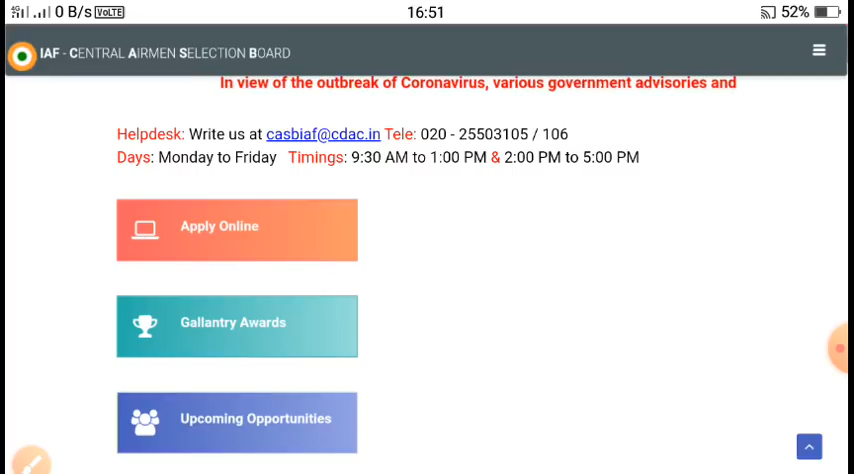 4G 0 B/s VoLTE 16:51 52%
IAF - CENTRAL AIRMEN SELECTION BOARD
In view of the outbreak of Coronavirus, various government advisories and
Helpdesk: Write us at casbiaf@cdac.in Tele: 020 - 25503105 / 106
Days: Monday to Friday Timings: 9:30 AM to 1:00 PM & 2:00 PM to 5:00 PM
Apply Online
Gallantry Awards
Upcoming Opportunities